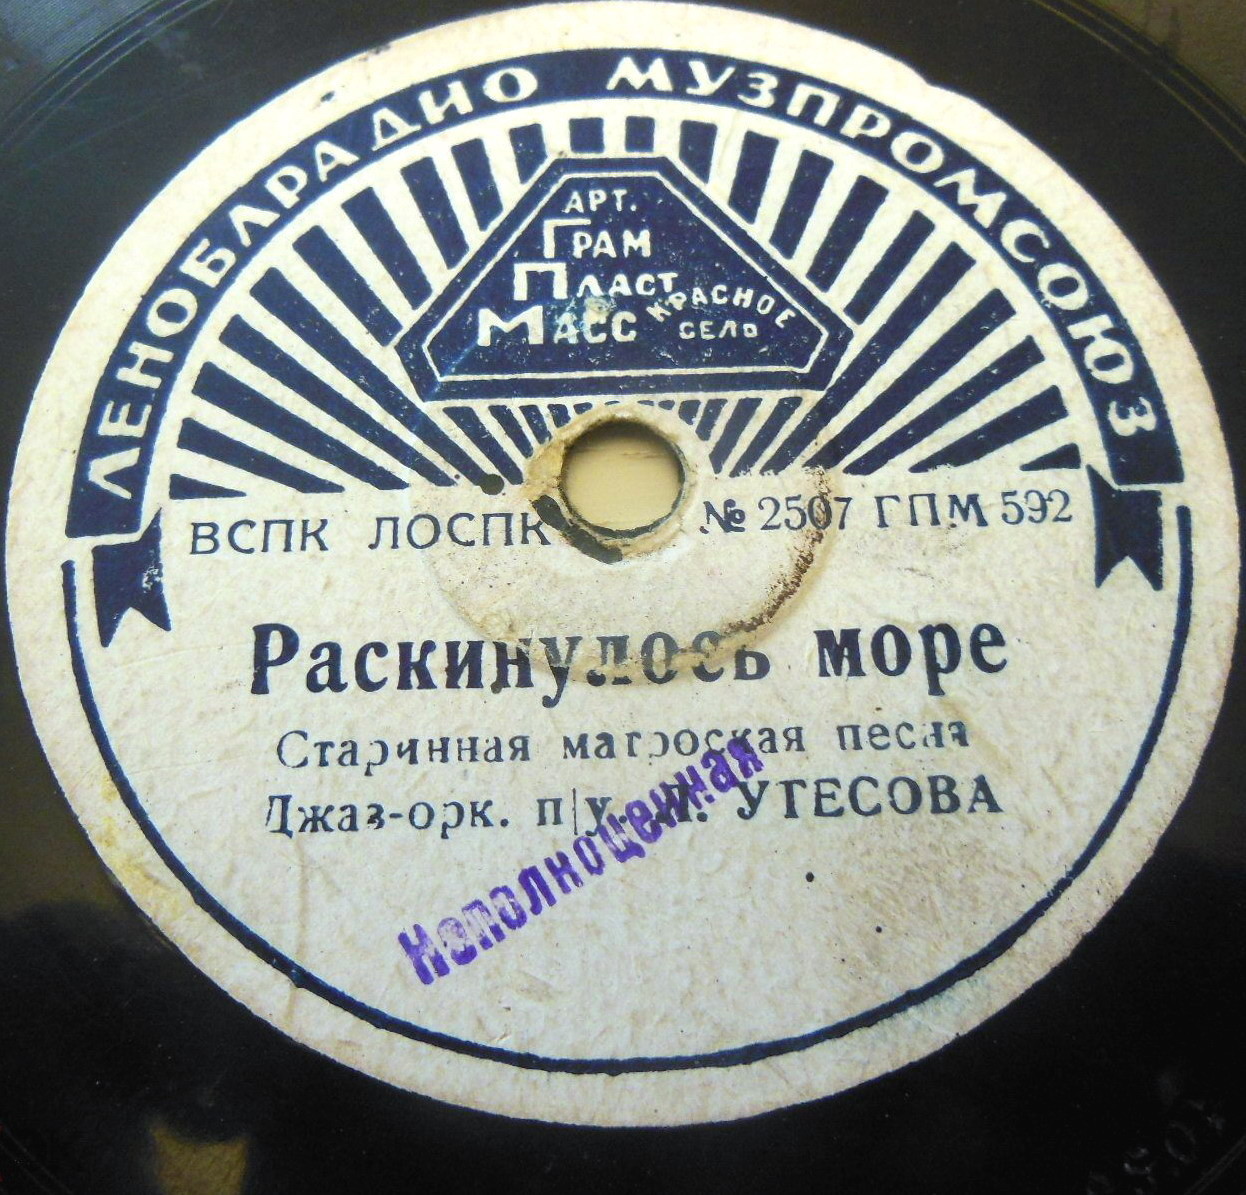 ЛЕНОБЛРАДИО МУЗПРОМСОЮЗ
АРТ.
ГРАМ
ПЛАСТ
МАСС
КРАСНОЕ
СЕЛО
ВСПК ЛОСПК № 2507 ГПМ 592
Раскинулось море
Старинная матроская песня
Джаз-орк. п/у. Л. УТЕСОВА
Неполноценная